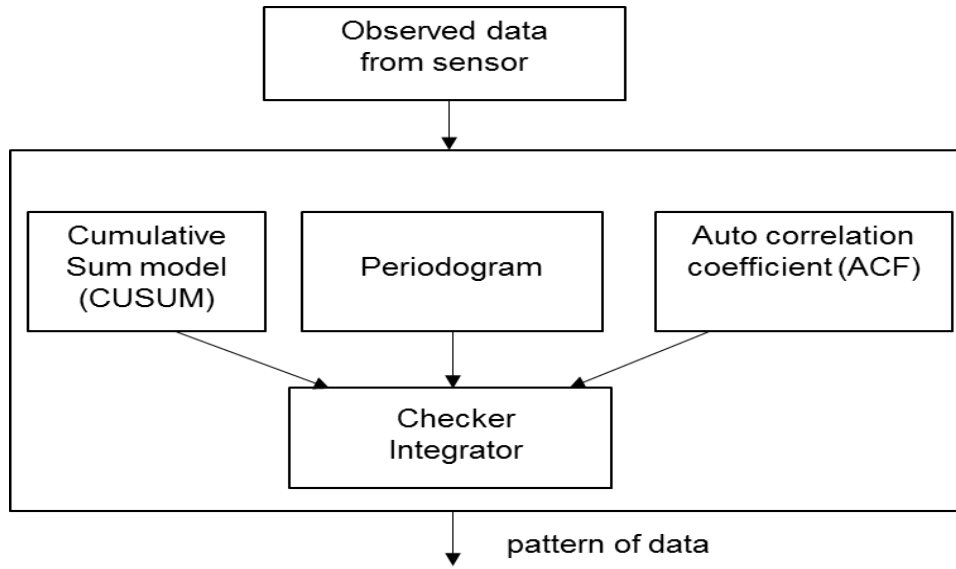 Observed data
from sensor
Cumulative
Sum model
(CUSUM)
Periodogram
Auto correlation
coefficient (ACF)
Checker
Integrator
pattern of data